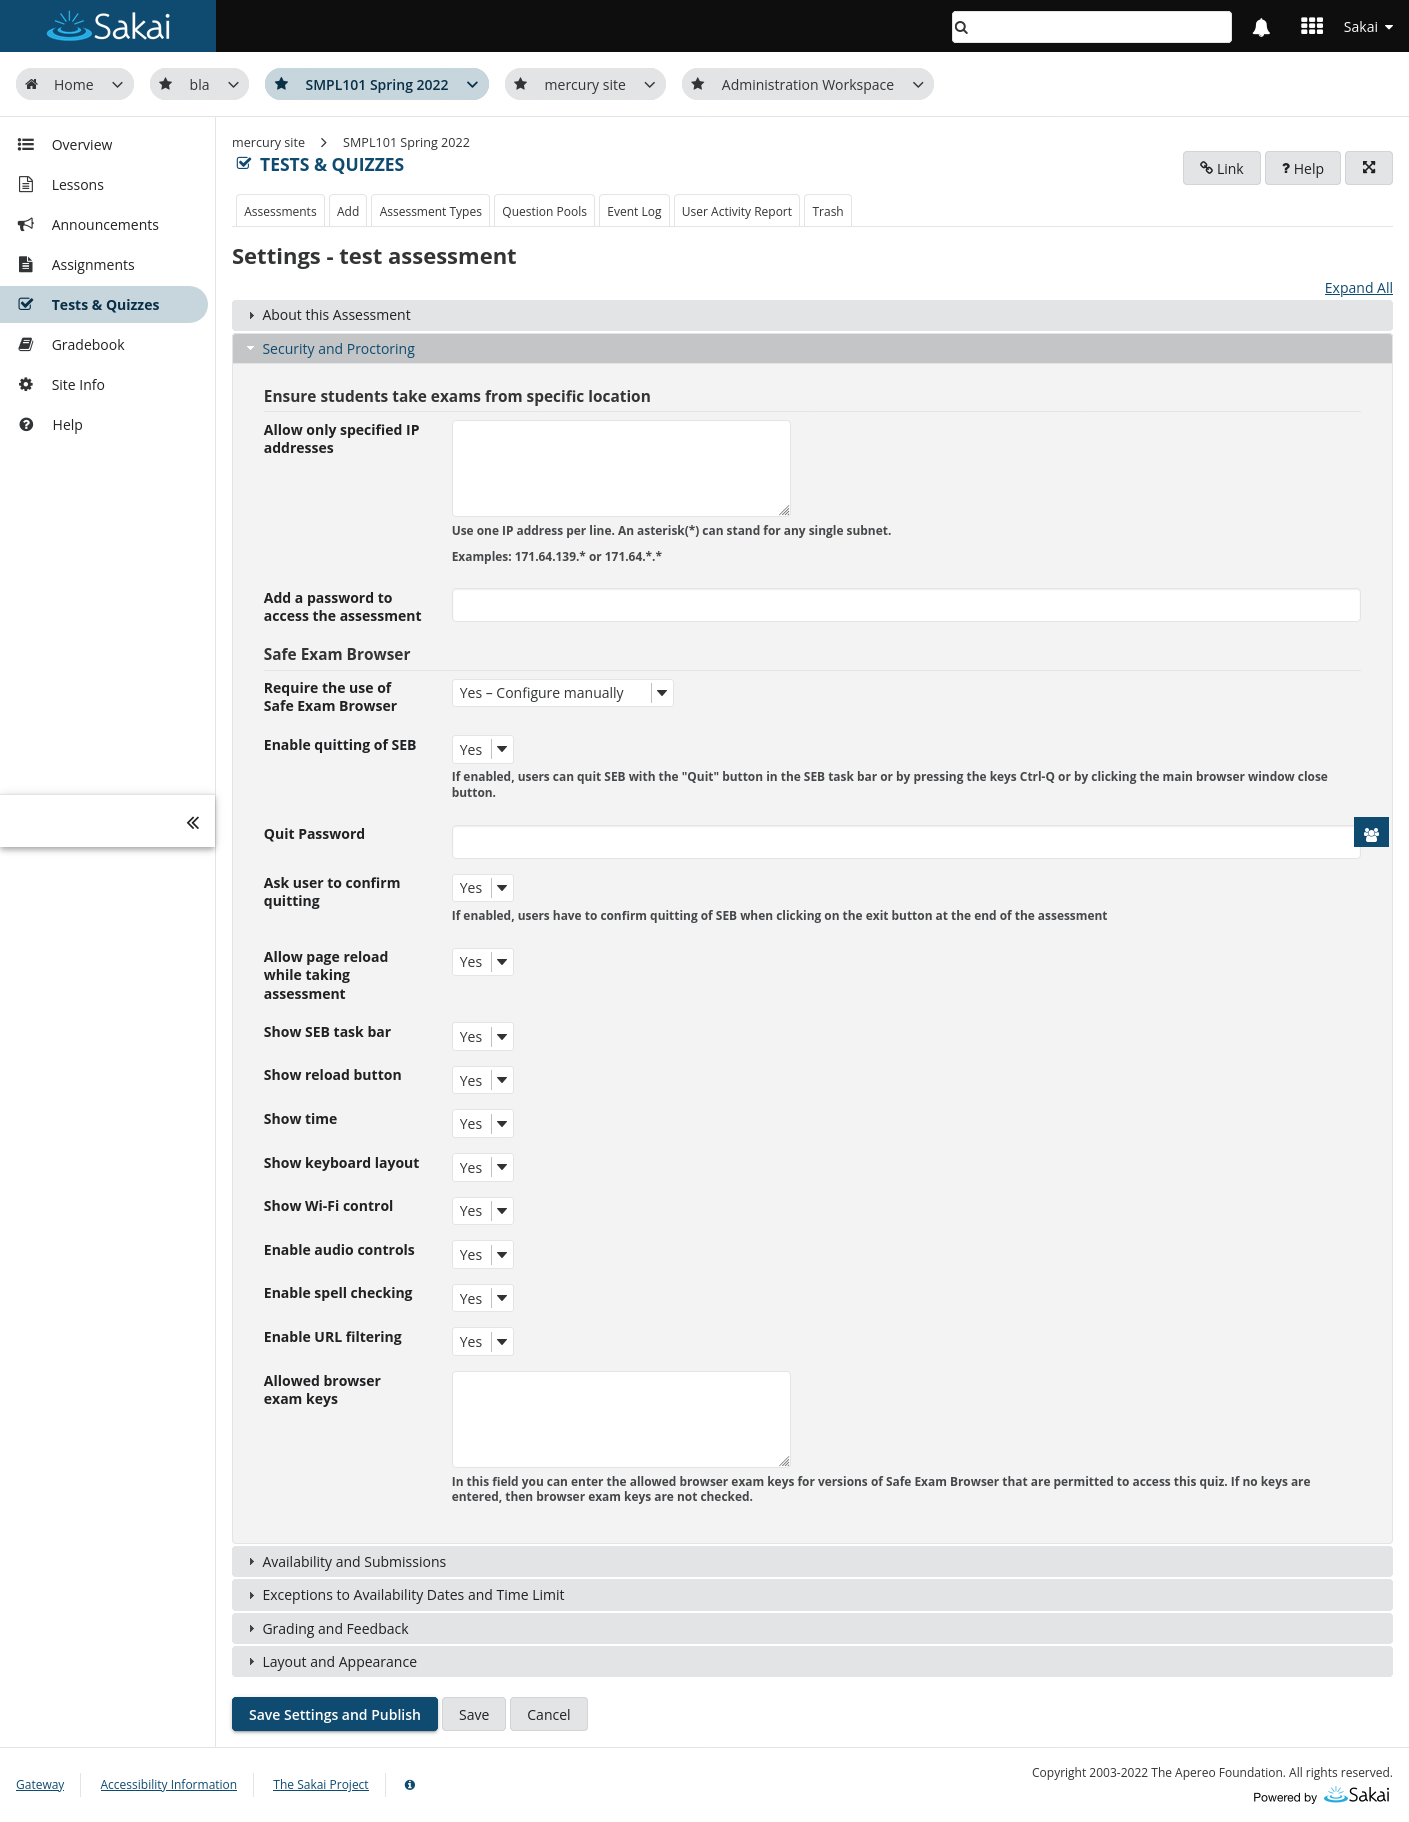 Sakai
Sakai
Home
bla
SMPL101 Spring 2022
mercury site
Administration Workspace
Overview
Lessons
Announcements
Assignments
Tests & Quizzes
Gradebook
Site Info
Help
mercury site
SMPL101 Spring 2022
TESTS & QUIZZES
Link
? Help
Assessments
Add
Assessment Types
Question Pools
Event Log
User Activity Report
Trash
Settings - test assessment
Expand All
About this Assessment
Security and Proctoring
Ensure students take exams from specific location
Allow only specified IP
addresses
Use one IP address per line. An asterisk(*) can stand for any single subnet.
Examples: 171.64.139.* or 171.64.*.*
Add a password to
access the assessment
Safe Exam Browser
Require the use of
Safe Exam Browser
Yes – Configure manually
Enable quitting of SEB
Yes
If enabled, users can quit SEB with the "Quit" button in the SEB task bar or by pressing the keys Ctrl-Q or by clicking the main browser window close
button.
Quit Password
Ask user to confirm
quitting
Yes
If enabled, users have to confirm quitting of SEB when clicking on the exit button at the end of the assessment
Allow page reload
while taking
assessment
Yes
Show SEB task bar
Yes
Show reload button
Yes
Show time
Yes
Show keyboard layout
Yes
Show Wi-Fi control
Yes
Enable audio controls
Yes
Enable spell checking
Yes
Enable URL filtering
Yes
Allowed browser
exam keys
In this field you can enter the allowed browser exam keys for versions of Safe Exam Browser that are permitted to access this quiz. If no keys are
entered, then browser exam keys are not checked.
Availability and Submissions
Exceptions to Availability Dates and Time Limit
Grading and Feedback
Layout and Appearance
Save Settings and Publish
Save
Cancel
Gateway
Accessibility Information
The Sakai Project
Copyright 2003-2022 The Apereo Foundation. All rights reserved.
Powered by Sakai